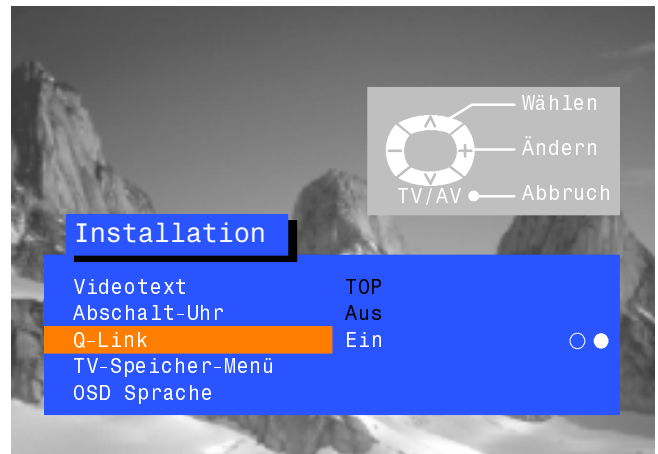 Wählen
Ändern
TV/AV Abbruch
Installation
Videotext TOP
Abschalt-Uhr Aus
Q-Link Ein
TV-Speicher-Menü
OSD Sprache